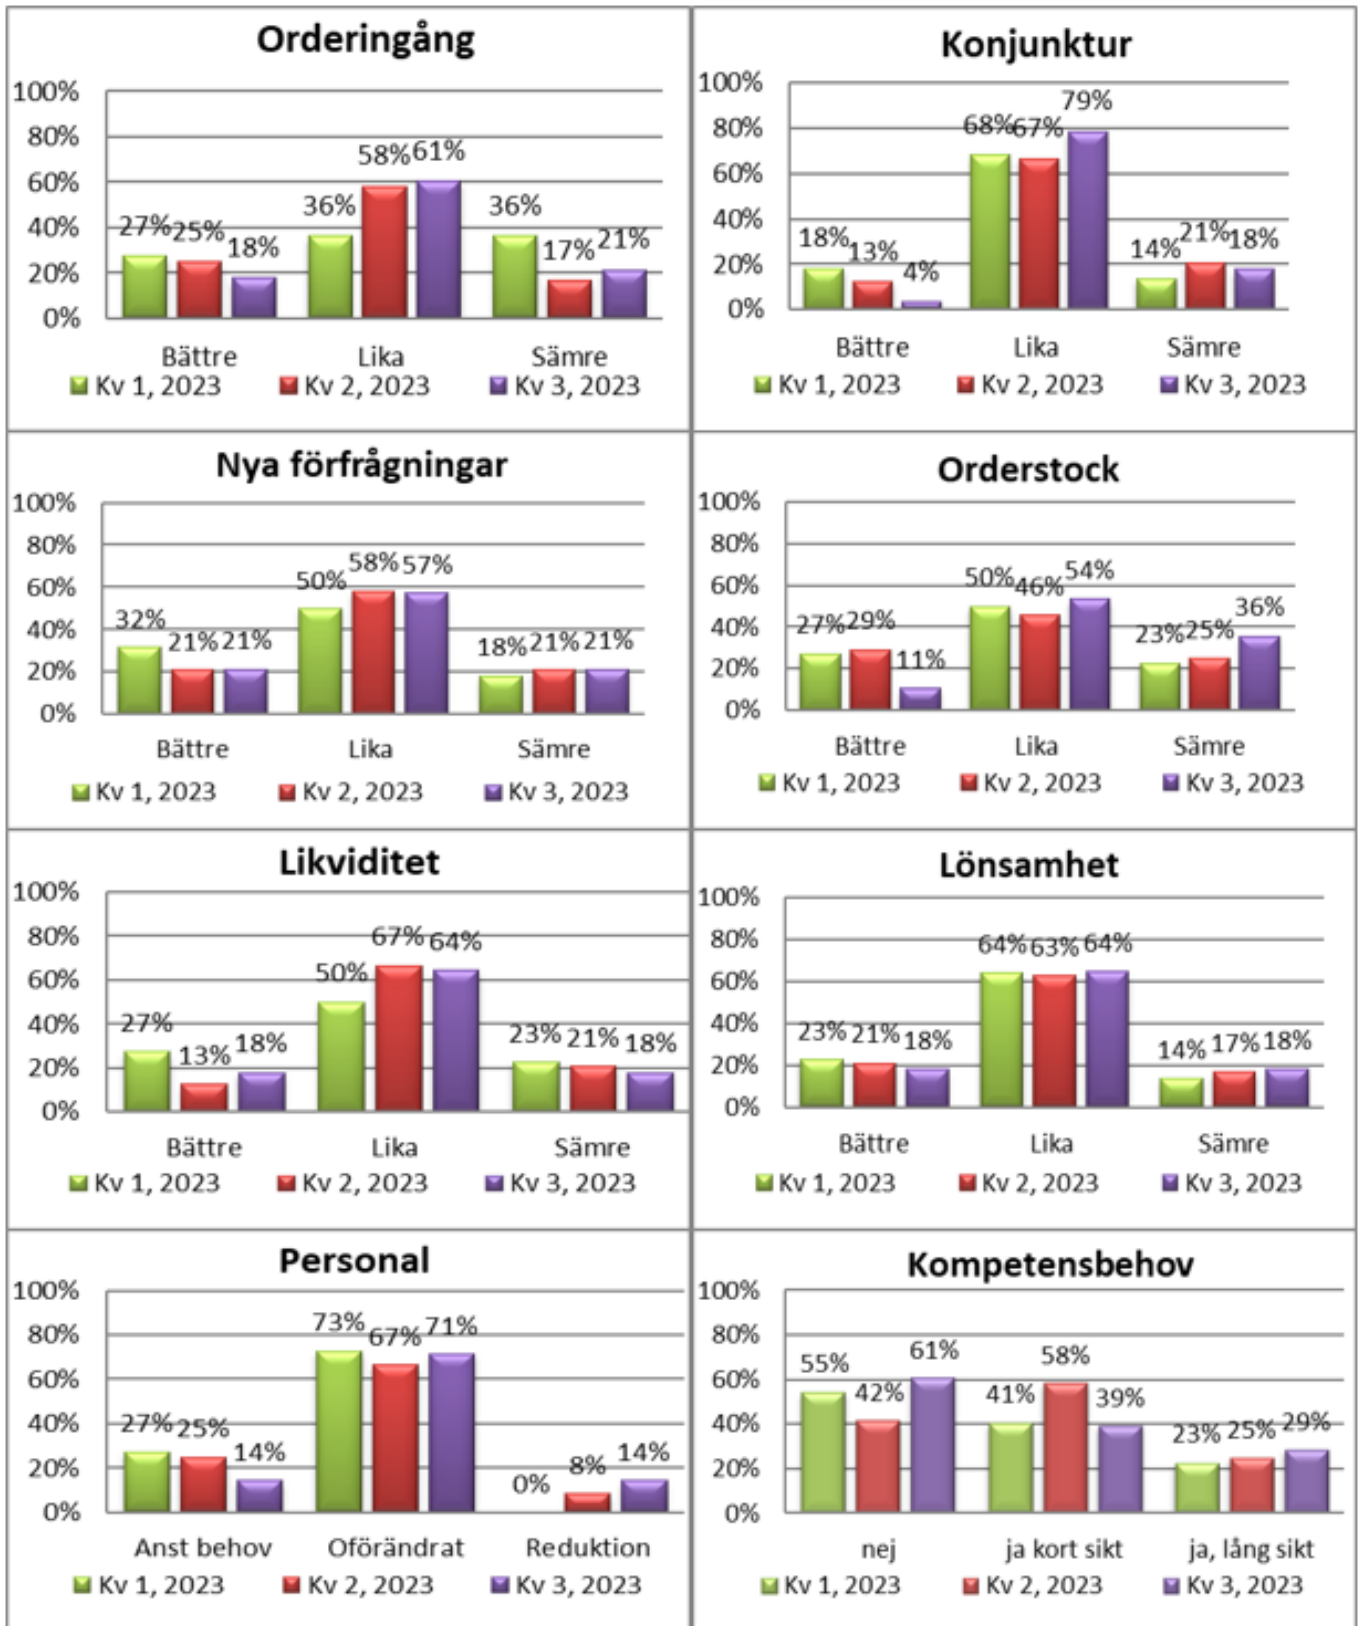 Orderingång
100%
80%
60%
40%
20%
0%
27% 25% 18% 36% 58% 61% 36% 17% 21%
Bättre Lika Sämre
Kv 1, 2023 Kv 2, 2023 Kv 3, 2023
Konjunktur
100%
80%
60%
40%
20%
0%
18% 13% 4% 68% 67% 79% 14% 21% 18%
Bättre Lika Sämre
Kv 1, 2023 Kv 2, 2023 Kv 3, 2023
Nya förfrågningar
100%
80%
60%
40%
20%
0%
32% 21% 21% 50% 58% 57% 18% 21% 21%
Bättre Lika Sämre
Kv 1, 2023 Kv 2, 2023 Kv 3, 2023
Orderstock
100%
80%
60%
40%
20%
0%
27% 29% 11% 50% 46% 54% 23% 25% 36%
Bättre Lika Sämre
Kv 1, 2023 Kv 2, 2023 Kv 3, 2023
Likviditet
100%
80%
60%
40%
20%
0%
27% 13% 18% 50% 67% 64% 23% 21% 18%
Bättre Lika Sämre
Kv 1, 2023 Kv 2, 2023 Kv 3, 2023
Lönsamhet
100%
80%
60%
40%
20%
0%
23% 21% 18% 64% 63% 64% 14% 17% 18%
Bättre Lika Sämre
Kv 1, 2023 Kv 2, 2023 Kv 3, 2023
Personal
100%
80%
60%
40%
20%
0%
27% 25% 14% 73% 67% 71% 0% 8% 14%
Anst behov Oförändrat Reduktion
Kv 1, 2023 Kv 2, 2023 Kv 3, 2023
Kompetensbehov
100%
80%
60%
40%
20%
0%
55% 42% 61% 41% 58% 39% 23% 25% 29%
nej ja kort sikt ja, lång sikt
Kv 1, 2023 Kv 2, 2023 Kv 3, 2023